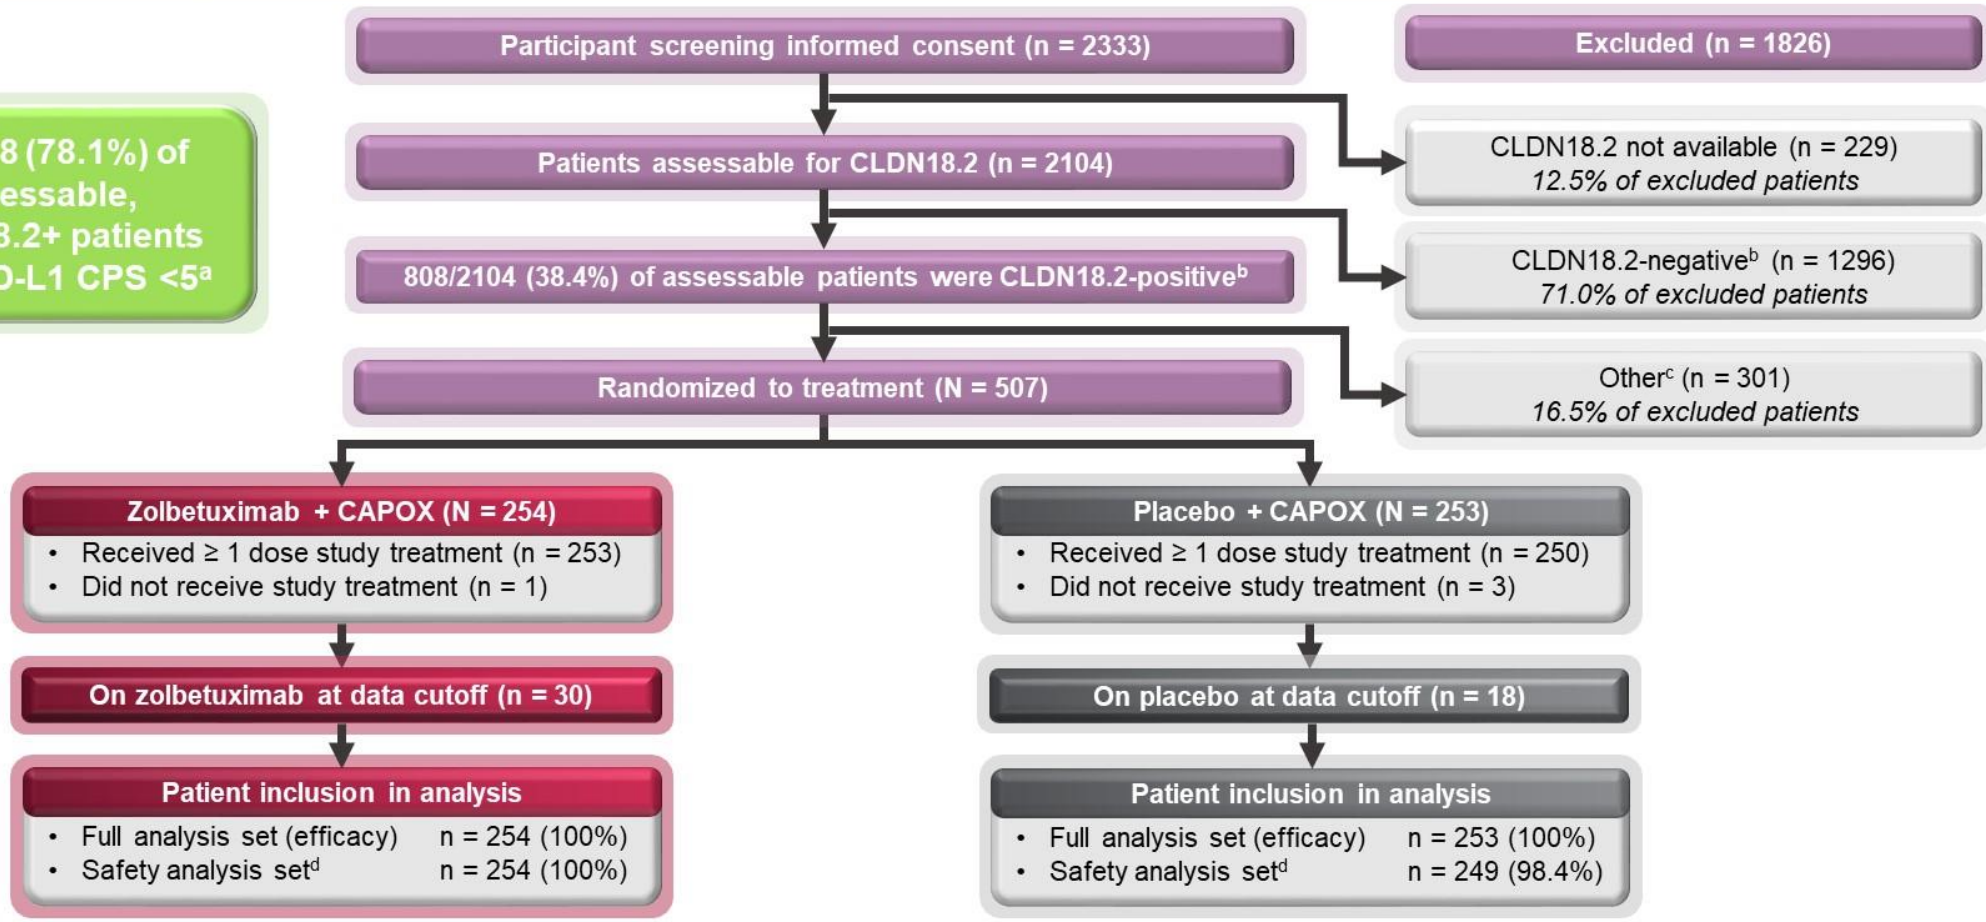 Participant screening informed consent (n = 2333)
Excluded (n = 1826)
8 (78.1%) of
essable,
3.2+ patients
D-L1 CPS <5ᵃ
Patients assessable for CLDN18.2 (n = 2104)
CLDN18.2 not available (n = 229)
12.5% of excluded patients
808/2104 (38.4%) of assessable patients were CLDN18.2-positiveᵇ
CLDN18.2-negativeᵇ (n = 1296)
71.0% of excluded patients
Randomized to treatment (N = 507)
Otherᶜ (n = 301)
16.5% of excluded patients
Zolbetuximab + CAPOX (N = 254)
• Received ≥ 1 dose study treatment (n = 253)
• Did not receive study treatment (n = 1)
On zolbetuximab at data cutoff (n = 30)
Patient inclusion in analysis
• Full analysis set (efficacy) n = 254 (100%)
• Safety analysis setᵈ n = 254 (100%)
Placebo + CAPOX (N = 253)
• Received ≥ 1 dose study treatment (n = 250)
• Did not receive study treatment (n = 3)
On placebo at data cutoff (n = 18)
Patient inclusion in analysis
• Full analysis set (efficacy) n = 253 (100%)
• Safety analysis setᵈ n = 249 (98.4%)